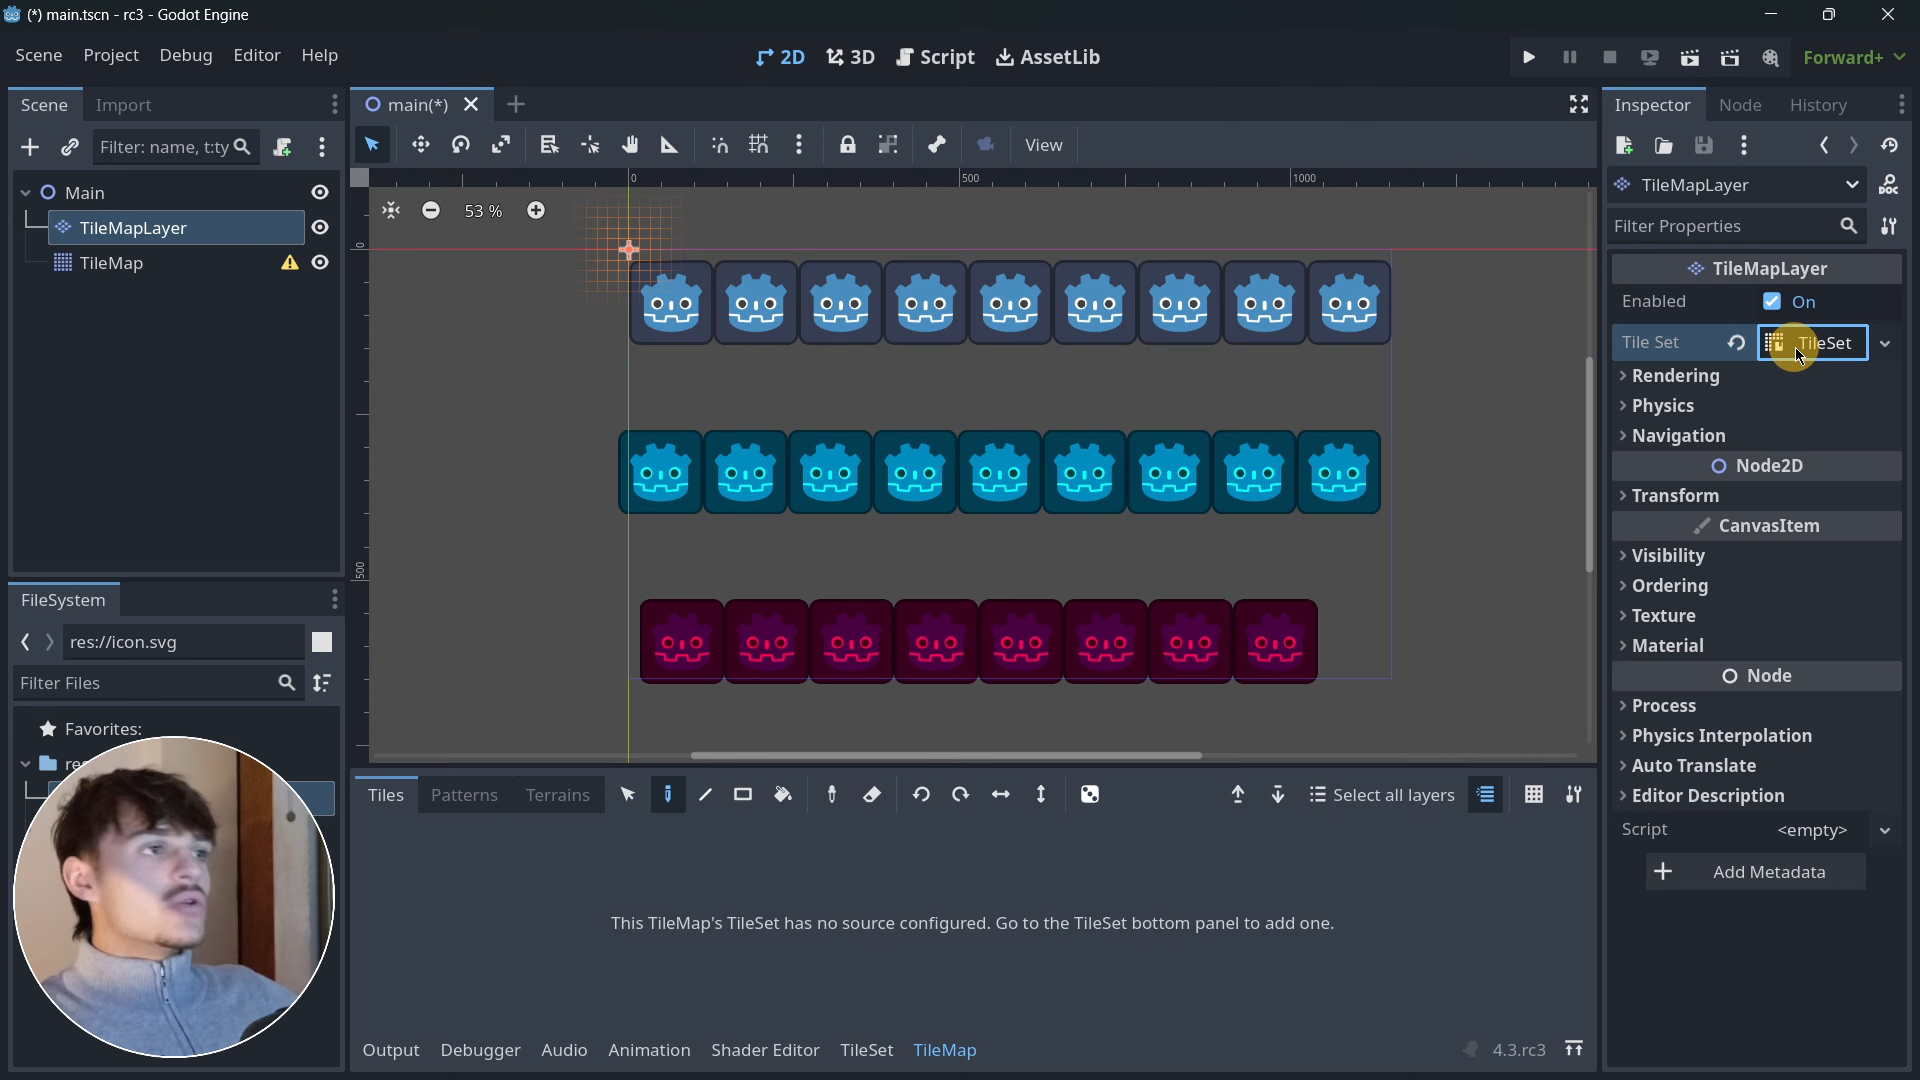 (*) main.tscn - rc3 - Godot Engine
Scene Project Debug Editor Help
2D 3D Script AssetLib
Forward+
Scene Import
main(*)
Inspector Node History
Filter: name, t:ty
View
Main
TileMapLayer
TileMap
0 500 1000
0
500
53 %
TileMapLayer
Filter Properties
TileMapLayer
Enabled On
Tile Set TileSet
Rendering
Physics
Navigation
Node2D
Transform
CanvasItem
Visibility
Ordering
Texture
Material
Node
Process
Physics Interpolation
Auto Translate
Editor Description
Script <empty>
Add Metadata
FileSystem
res://icon.svg
Filter Files
Favorites:
Tiles Patterns Terrains
Select all layers
This TileMap's TileSet has no source configured. Go to the TileSet bottom panel to add one.
Output Debugger Audio Animation Shader Editor TileSet TileMap
4.3.rc3